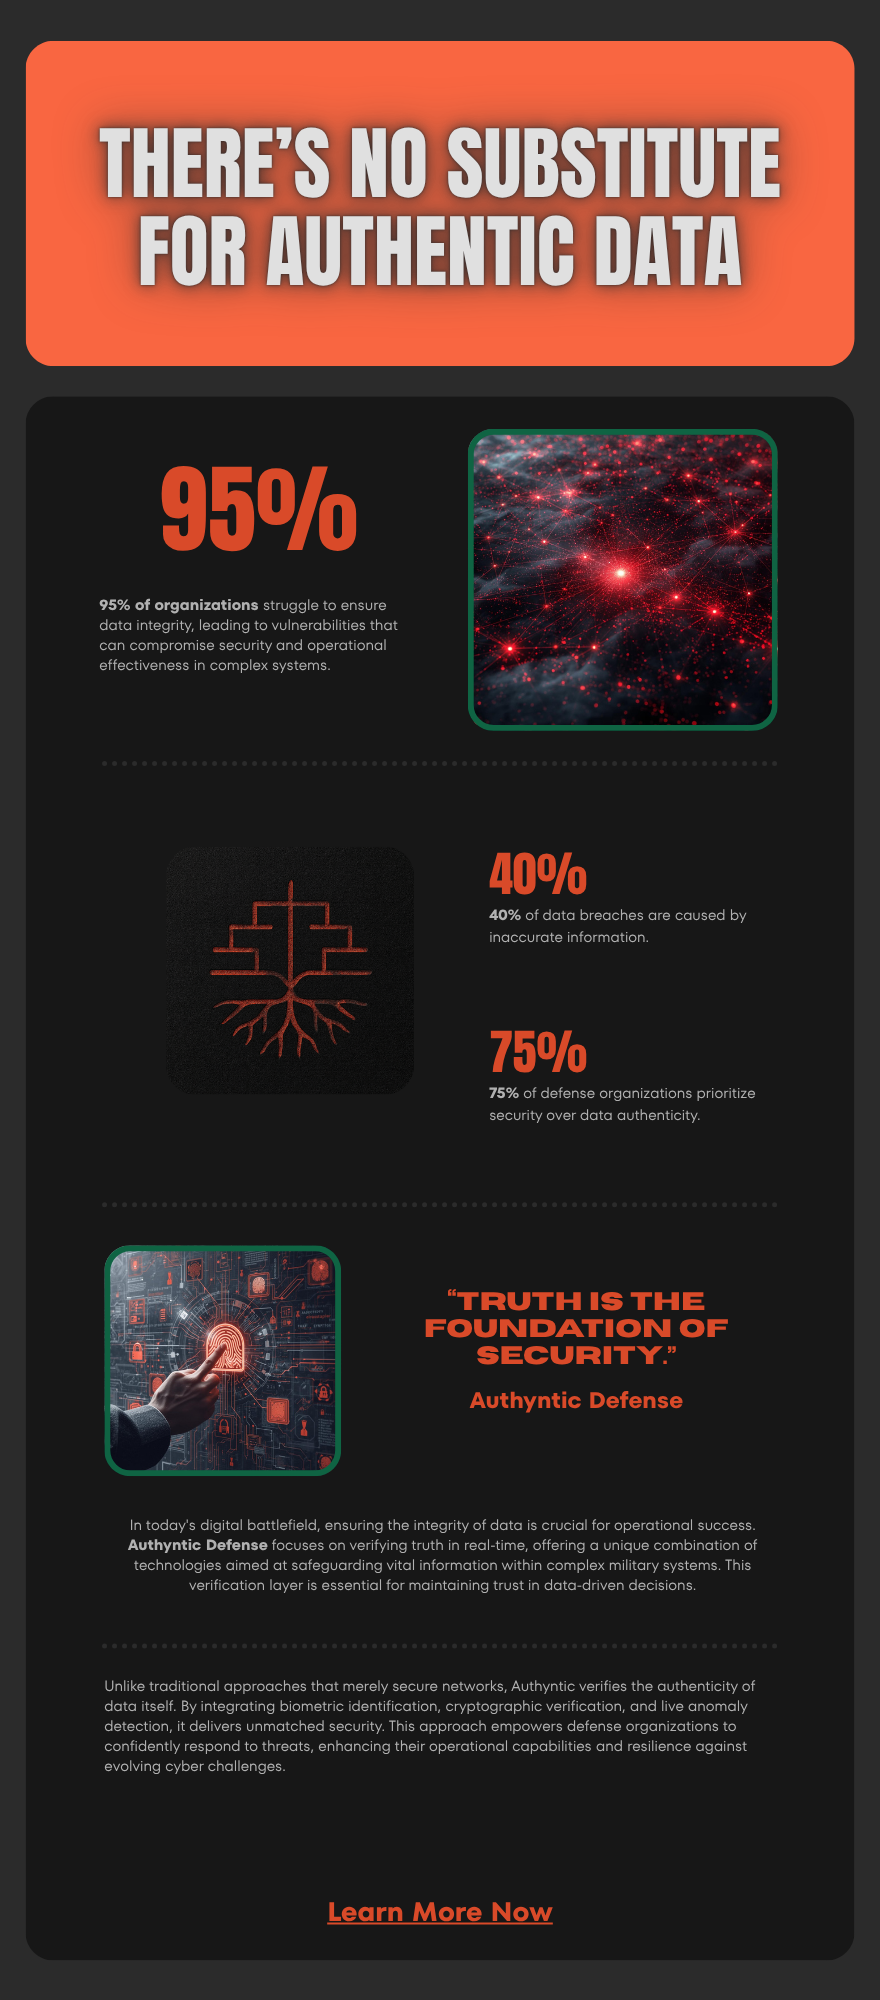 THERE’S NO SUBSTITUTE
FOR AUTHENTIC DATA
95%
95% of organizations struggle to ensure
data integrity, leading to vulnerabilities that
can compromise security and operational
effectiveness in complex systems.
40%
40% of data breaches are caused by
inaccurate information.
75%
75% of defense organizations prioritize
security over data authenticity.
“TRUTH IS THE
FOUNDATION OF
SECURITY.”
Authyntic Defense
In today's digital battlefield, ensuring the integrity of data is crucial for operational success.
Authyntic Defense focuses on verifying truth in real-time, offering a unique combination of
technologies aimed at safeguarding vital information within complex military systems. This
verification layer is essential for maintaining trust in data-driven decisions.
Unlike traditional approaches that merely secure networks, Authyntic verifies the authenticity of
data itself. By integrating biometric identification, cryptographic verification, and live anomaly
detection, it delivers unmatched security. This approach empowers defense organizations to
confidently respond to threats, enhancing their operational capabilities and resilience against
evolving cyber challenges.
Learn More Now